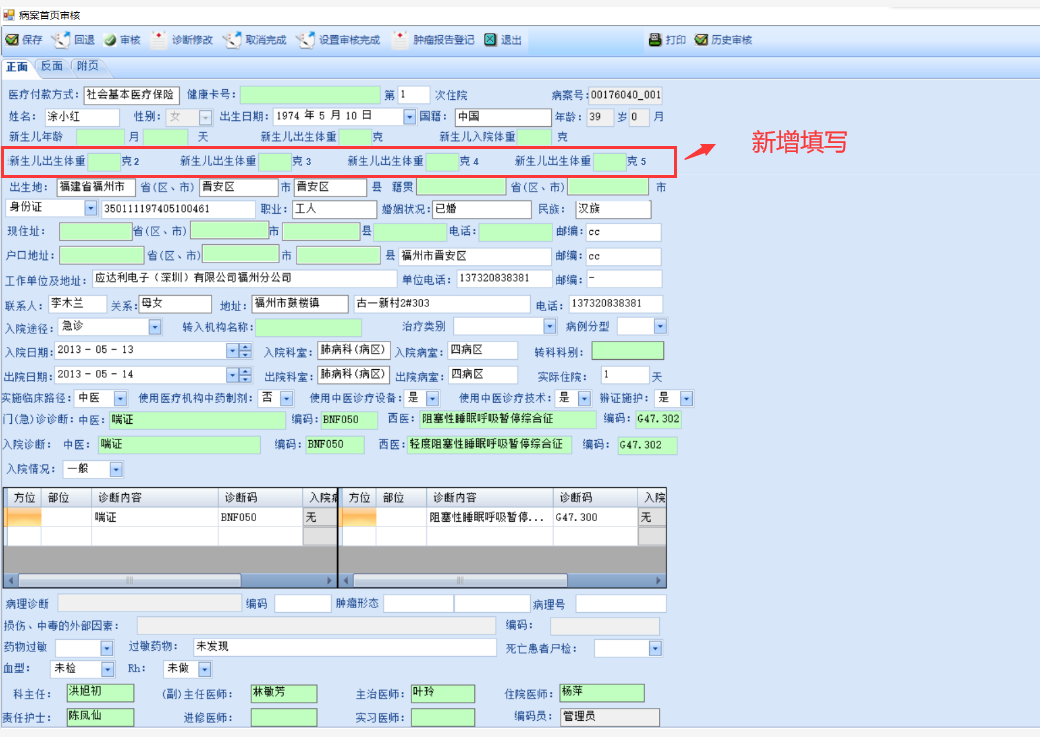 病案首页审核
保存 回退 审核 诊断修改 取消完成 设置审核完成 肿瘤报告登记 退出 打印 历史审核
正面 反面 附页
医疗付款方式: 社会基本医疗保险 健康卡号: 第 1 次住院 病案号: 00176040_001
姓名: 涂小红 性别: 女 出生日期: 1974 年 5 月 10 日 国籍: 中国 年龄: 39 岁 0 月
新生儿年龄 月 天 新生儿出生体重 克 新生儿入院体重 克
新生儿出生体重 克2 新生儿出生体重 克3 新生儿出生体重 克4 新生儿出生体重 克5
新增填写
出生地: 福建省福州市 省(区、市) 晋安区 市 晋安区 县 籍贯 省(区、市) 市
身份证 350111197405100461 职业: 工人 婚姻状况: 已婚 民族: 汉族
现住址: 省(区、市) 市 县 电话: 邮编: cc
户口地址: 省(区、市) 市 县 福州市晋安区 邮编: cc
工作单位及地址: 应达利电子(深圳)有限公司福州分公司 单位电话: 137320838381 邮编: -
联系人: 李木兰 关系: 母女 地址: 福州市鼓楼镇 古一新村2#303 电话: 137320838381
入院途径: 急诊 转入机构名称: 治疗类别 病例分型
入院日期: 2013 - 05 - 13 入院科室: 肺病科(病区) 入院病室: 四病区 转科科别:
出院日期: 2013 - 05 - 14 出院科室: 肺病科(病区) 出院病室: 四病区 实际住院: 1 天
实施临床路径: 中医 使用医疗机构中药制剂: 否 使用中医诊疗设备: 是 使用中医诊疗技术: 是 辨证施护: 是
门(急)诊诊断: 中医: 喘证 编码: BNF050 西医: 阻塞性睡眠呼吸暂停综合征 编码: G47.302
入院诊断: 中医: 喘证 编码: BNF050 西医: 轻度阻塞性睡眠呼吸暂停综合征 编码: G47.302
入院情况: 一般
方位 部位 诊断内容 诊断码 入院病 方位 部位 诊断内容 诊断码 入院
喘证 BNF050 无 阻塞性睡眠呼吸暂停... G47.300 无
病理诊断 编码 肿瘤形态 病理号
损伤、中毒的外部因素: 编码:
药物过敏 过敏药物: 未发现 死亡患者尸检:
血型: 未检 Rh: 未做
科主任: 洪旭初 (副)主任医师: 林敏芳 主治医师: 叶玲 住院医师: 杨萍
责任护士: 陈凤仙 进修医师: 实习医师: 编码员: 管理员